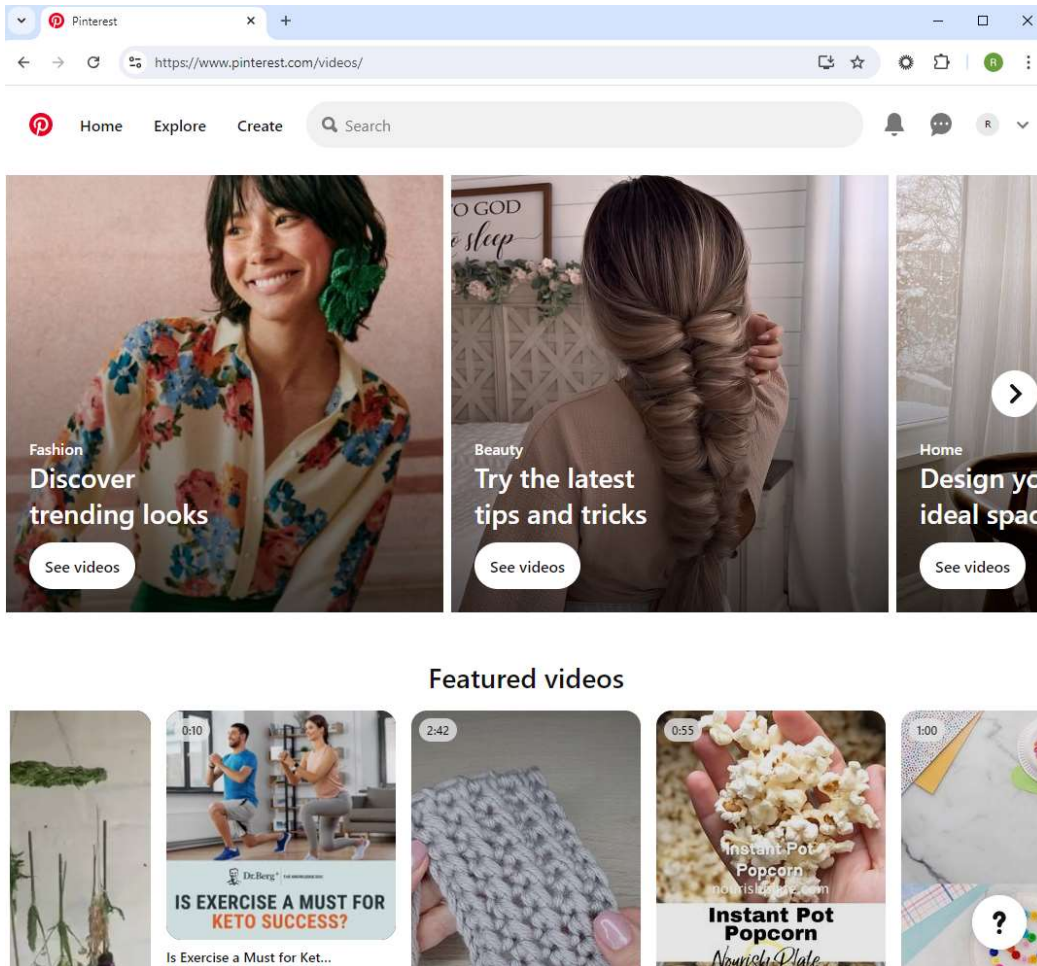 Pinterest
https://www.pinterest.com/videos/
R
Home
Explore
Create
Search
R
TO GOD
sleep
Fashion
Discover
trending looks
See videos
Beauty
Try the latest
tips and tricks
See videos
Home
Design yo
ideal spac
See videos
Featured videos
0:10
Dr.Berg
IS EXERCISE A MUST FOR
KETO SUCCESS?
Is Exercise a Must for Ket...
2:42
0:55
Instant Pot
Popcorn
nourishplate.com
Instant Pot
Popcorn
Nourish Plate
1:00
?